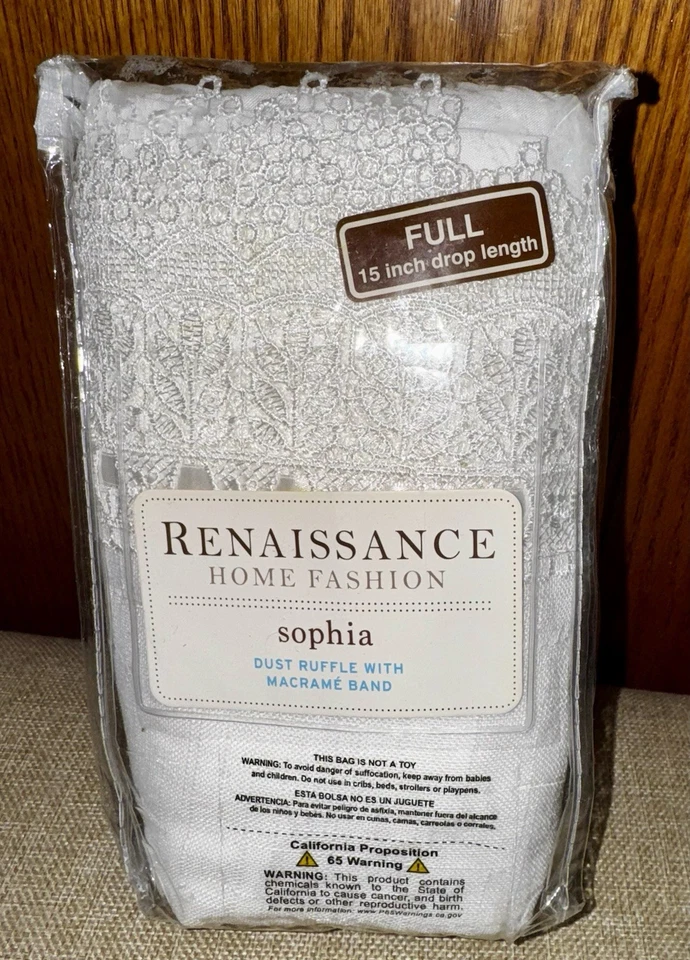 FULL
15 inch drop length
RENAISSANCE
HOME FASHION
sophia
DUST RUFFLE WITH
MACRAMÉ BAND
THIS BAG IS NOT A TOY
WARNING: To avoid danger of suffocation, keep away from babies
and children. Do not use in cribs, beds, strollers or playpens.
ESTA BOLSA NO ES UN JUGUETE
ADVERTENCIA: Para evitar peligro de asfixia, mantener fuera del alcance
de los niños y bebés. No usar en cunas, camas, carreolas o corrales.
California Proposition
65 Warning
WARNING: This product contains
chemicals known to the State of
California to cause cancer, and birth
defects or other reproductive harm.
For more information: www.P65Warnings.ca.gov